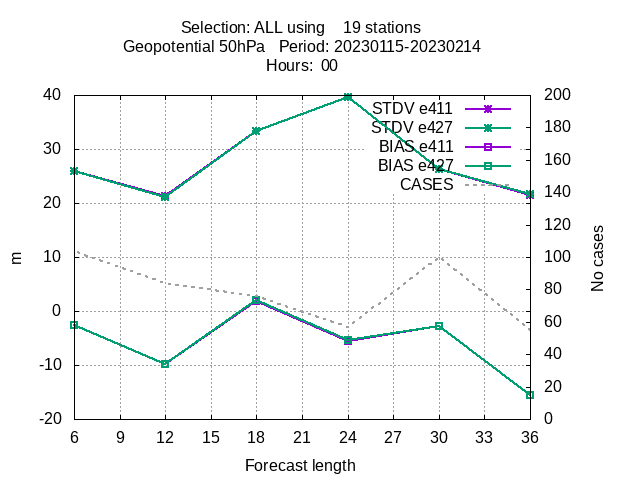 Selection: ALL using    19 stations
Geopotential 50hPa   Period: 20230115-20230214
Hours:  00
40
30
20
10
0
-10
-20
m
200
180
160
140
120
100
80
60
40
20
0
No cases
STDV e411
STDV e427
BIAS e411
BIAS e427
CASES
6 9 12 15 18 21 24 27 30 33 36
Forecast length